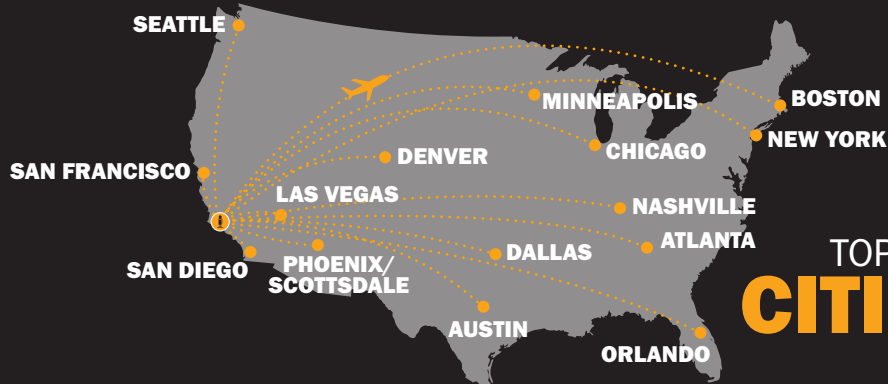 SEATTLE
MINNEAPOLIS
BOSTON
NEW YORK
CHICAGO
DENVER
SAN FRANCISCO
LAS VEGAS
NASHVILLE
ATLANTA
DALLAS
SAN DIEGO
PHOENIX/
SCOTTSDALE
AUSTIN
ORLANDO
TOP
CITI